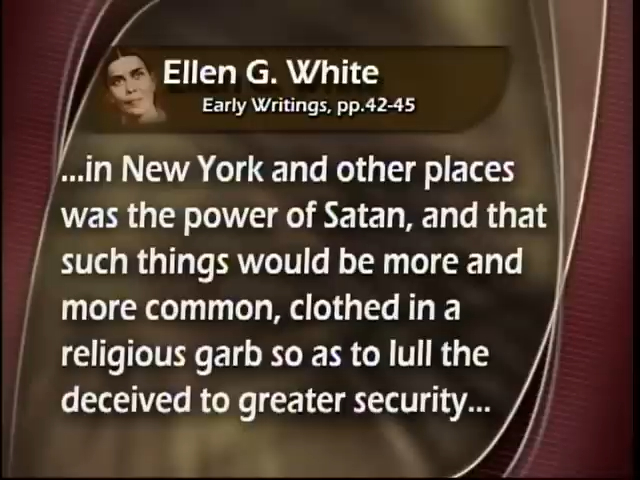 Ellen G. White
Early Writings, pp.42-45
...in New York and other places
was the power of Satan, and that
such things would be more and
more common, clothed in a
religious garb so as to lull the
deceived to greater security...